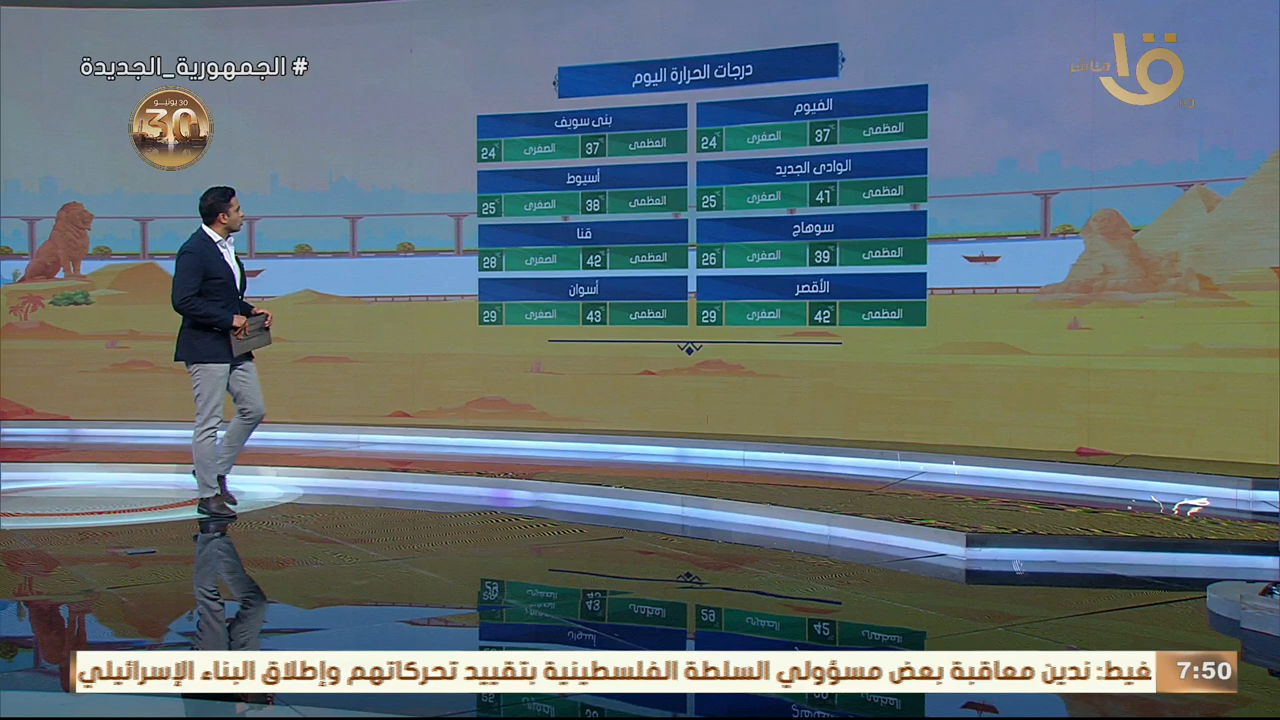 #الجمهورية_الجديدة
30 يونيو
30
مباشر
درجات الحرارة اليوم
الفيوم
العظمى 37°c الصغرى 24°c
بنى سويف
العظمى 37°c الصغرى 24°c
الوادى الجديد
العظمى 41°c الصغرى 25°c
أسيوط
العظمى 38°c الصغرى 25°c
سوهاج
العظمى 39°c الصغرى 26°c
قنا
العظمى 42°c الصغرى 28°c
الأقصر
العظمى 42°c الصغرى 29°c
أسوان
العظمى 43°c الصغرى 29°c
7:50 غيط: ندين معاقبة بعض مسؤولي السلطة الفلسطينية بتقييد تحركاتهم وإطلاق البناء الإسرائيلي